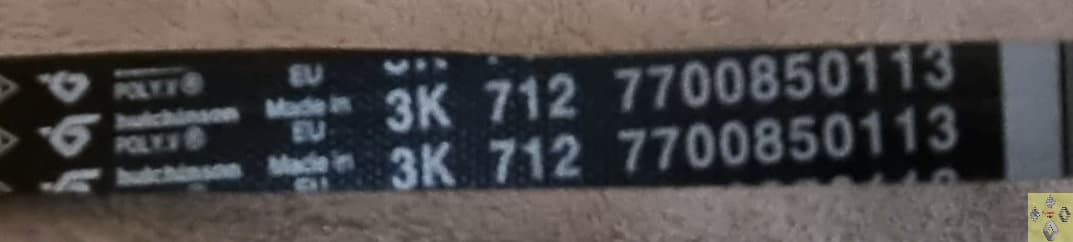 POLY.V® EU 3K 712 7700850113
hutchinson Made in
POLY.V® EU 3K 712 7700850113
hutchinson Made in
EU